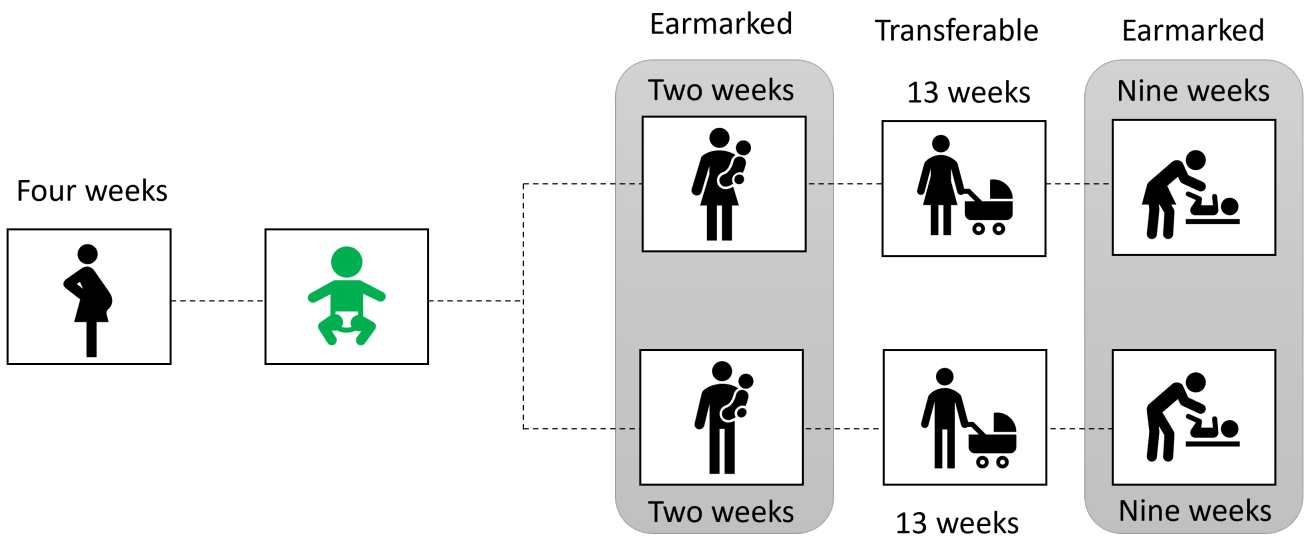 Earmarked
Transferable
Earmarked
Two weeks
13 weeks
Nine weeks
Four weeks
Two weeks
13 weeks
Nine weeks